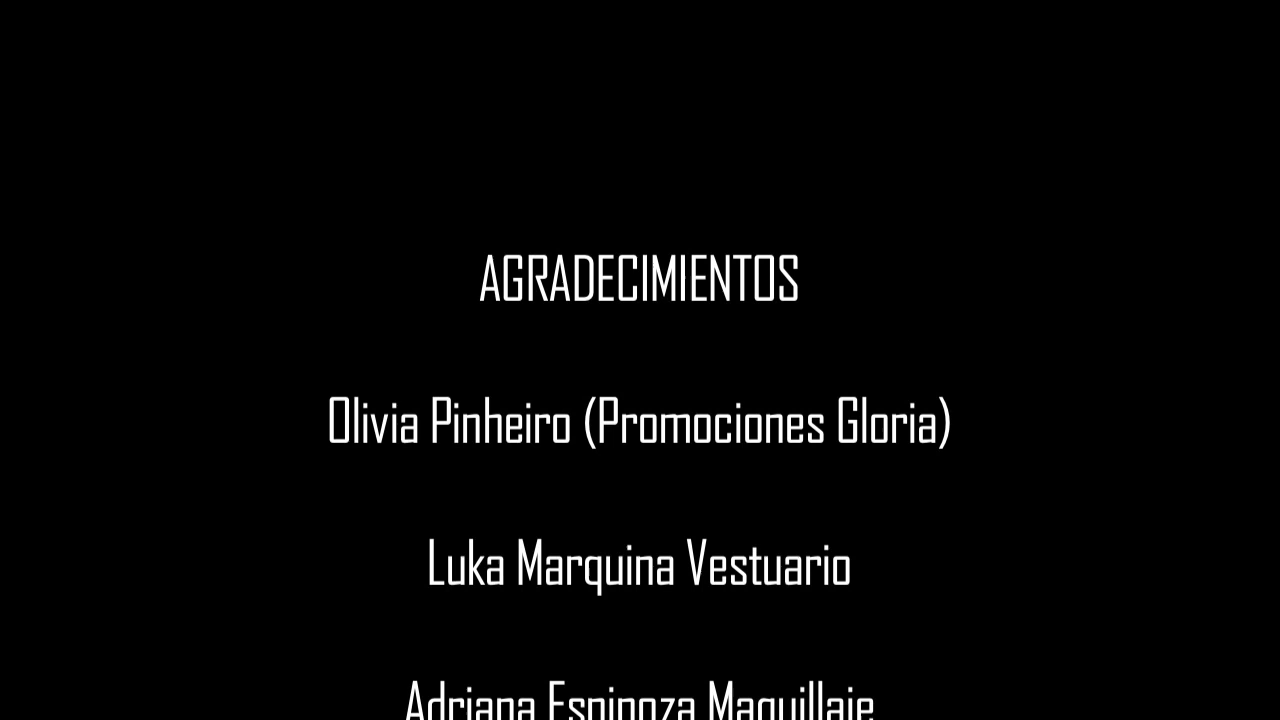 AGRADECIMIENTOS
Olivia Pinheiro (Promociones Gloria)
Luka Marquina Vestuario
Adriana Espinoza Maquillaje